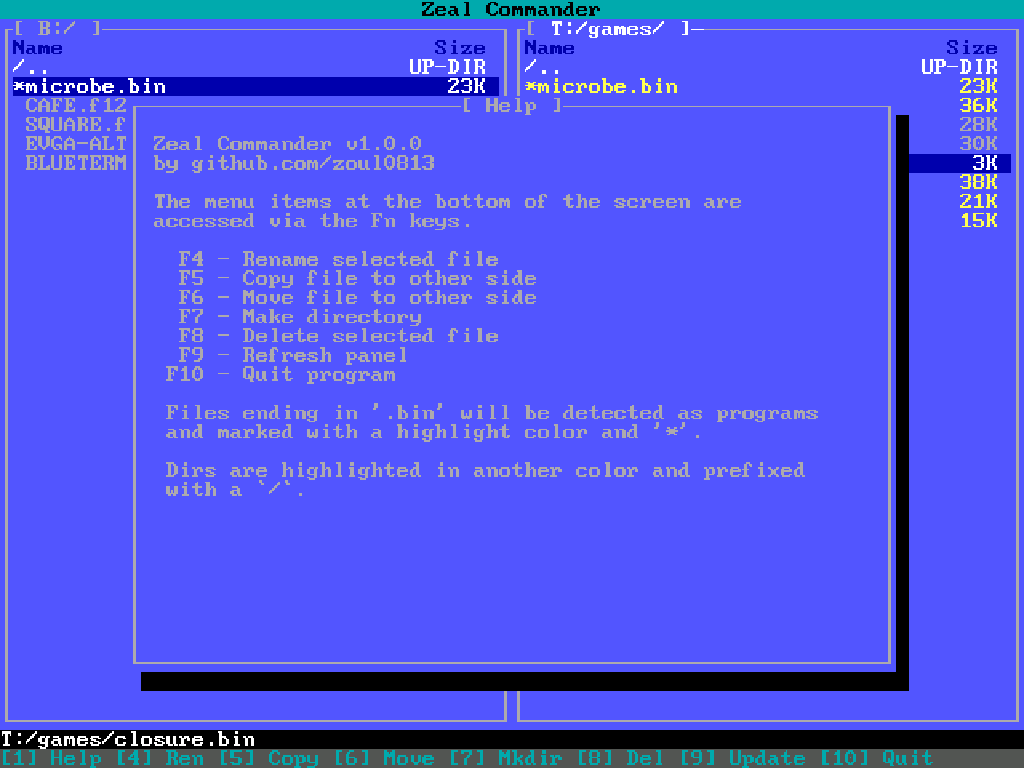 Zeal Commander
[ B:/ ] [ T:/games/ ]
Name Size Name Size
/.. UP-DIR /.. UP-DIR
*microbe.bin 23K *microbe.bin 23K
CAFE.f12 [ Help ] 36K
SQUARE.f 28K
EVGA-ALT Zeal Commander v1.0.0 30K
BLUETERM by github.com/zoul0813 3K
38K
The menu items at the bottom of the screen are 21K
accessed via the Fn keys. 15K
F4 - Rename selected file
F5 - Copy file to other side
F6 - Move file to other side
F7 - Make directory
F8 - Delete selected file
F9 - Refresh panel
F10 - Quit program
Files ending in '.bin' will be detected as programs
and marked with a highlight color and '*'.
Dirs are highlighted in another color and prefixed
with a `/`.
T:/games/closure.bin
[1] Help [4] Ren [5] Copy [6] Move [7] Mkdir [8] Del [9] Update [10] Quit